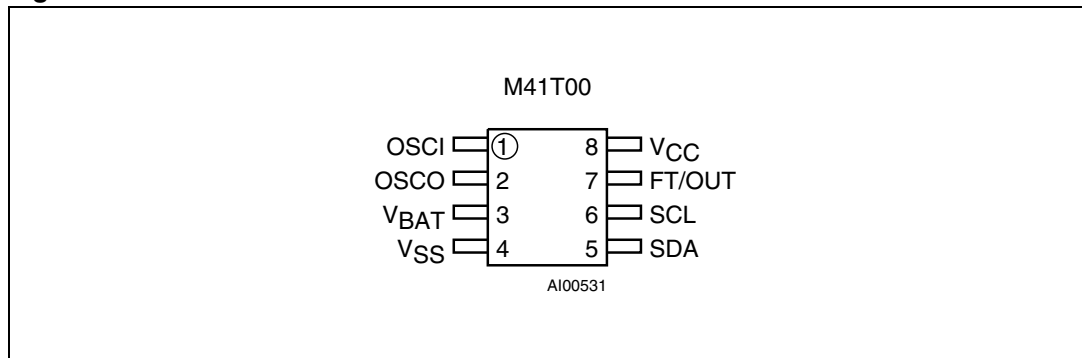 M41T00
OSCI 1 8 VCC
OSCO 2 7 FT/OUT
VBAT 3 6 SCL
VSS 4 5 SDA
AI00531